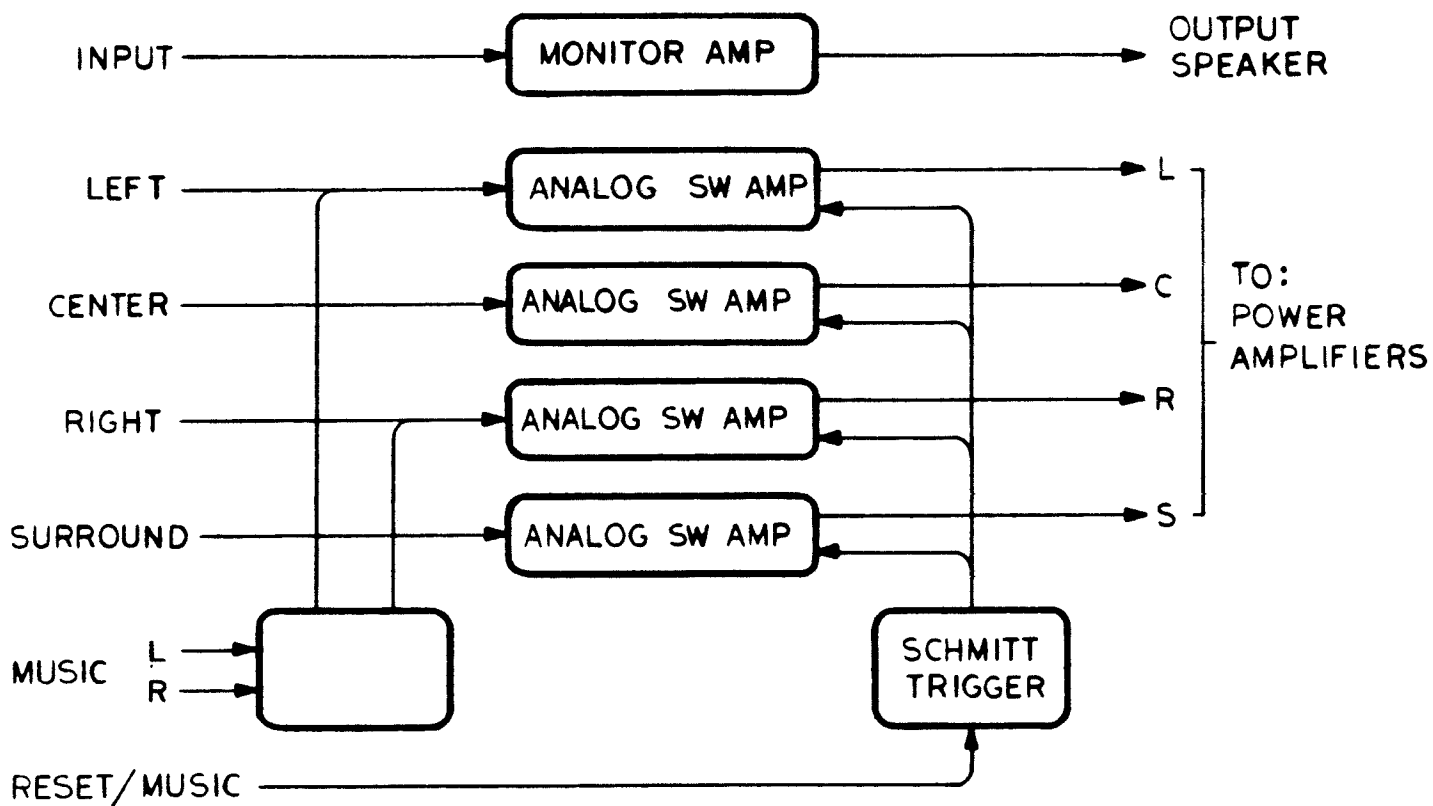 INPUT
MONITOR AMP
OUTPUT
SPEAKER
LEFT
ANALOG SW AMP
L
CENTER
ANALOG SW AMP
C
TO:
POWER
AMPLIFIERS
RIGHT
ANALOG SW AMP
R
SURROUND
ANALOG SW AMP
S
MUSIC
L
R
SCHMITT
TRIGGER
RESET/MUSIC